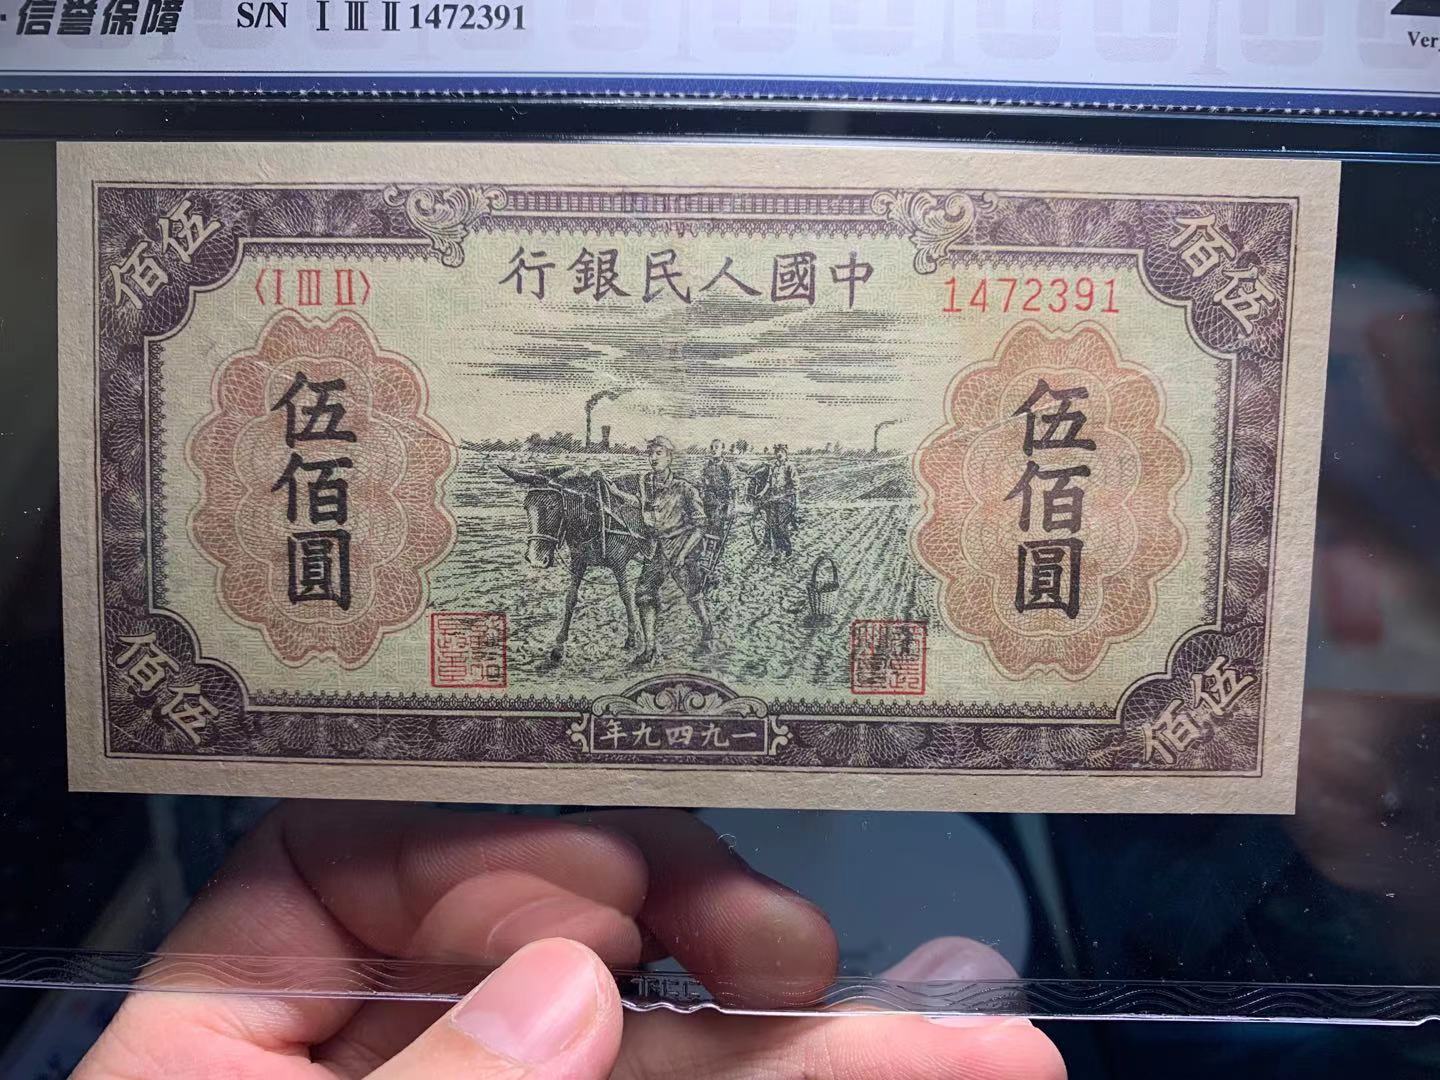 ·信誉保障
S/N Ⅰ Ⅲ Ⅱ 1472391
伍佰
伍佰
中國人民銀行
〈Ⅰ Ⅲ Ⅱ〉
1472391
伍佰圓
伍佰圓
伍佰
伍佰
一九四九年